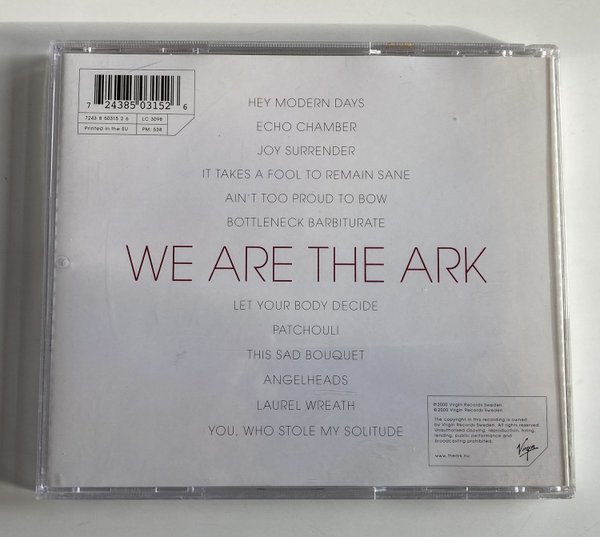 7 24385 03152 6
7243 8 50315 2 6
LC 3098
Printed in the EU
PM: 538
HEY MODERN DAYS
ECHO CHAMBER
JOY SURRENDER
IT TAKES A FOOL TO REMAIN SANE
AIN'T TOO PROUD TO BOW
BOTTLENECK BARBITURATE
WE ARE THE ARK
LET YOUR BODY DECIDE
PATCHOULI
THIS SAD BOUQUET
ANGELHEADS
LAUREL WREATH
YOU, WHO STOLE MY SOLITUDE
℗2000 Virgin Records Sweden
©2000 Virgin Records Sweden
The copyright in this recording is owned
by Virgin Records Sweden. All rights reserved.
Unauthorised copying, reproduction, hiring,
lending, public performance and
broadcasting prohibited.
www.theark.nu
Virgin